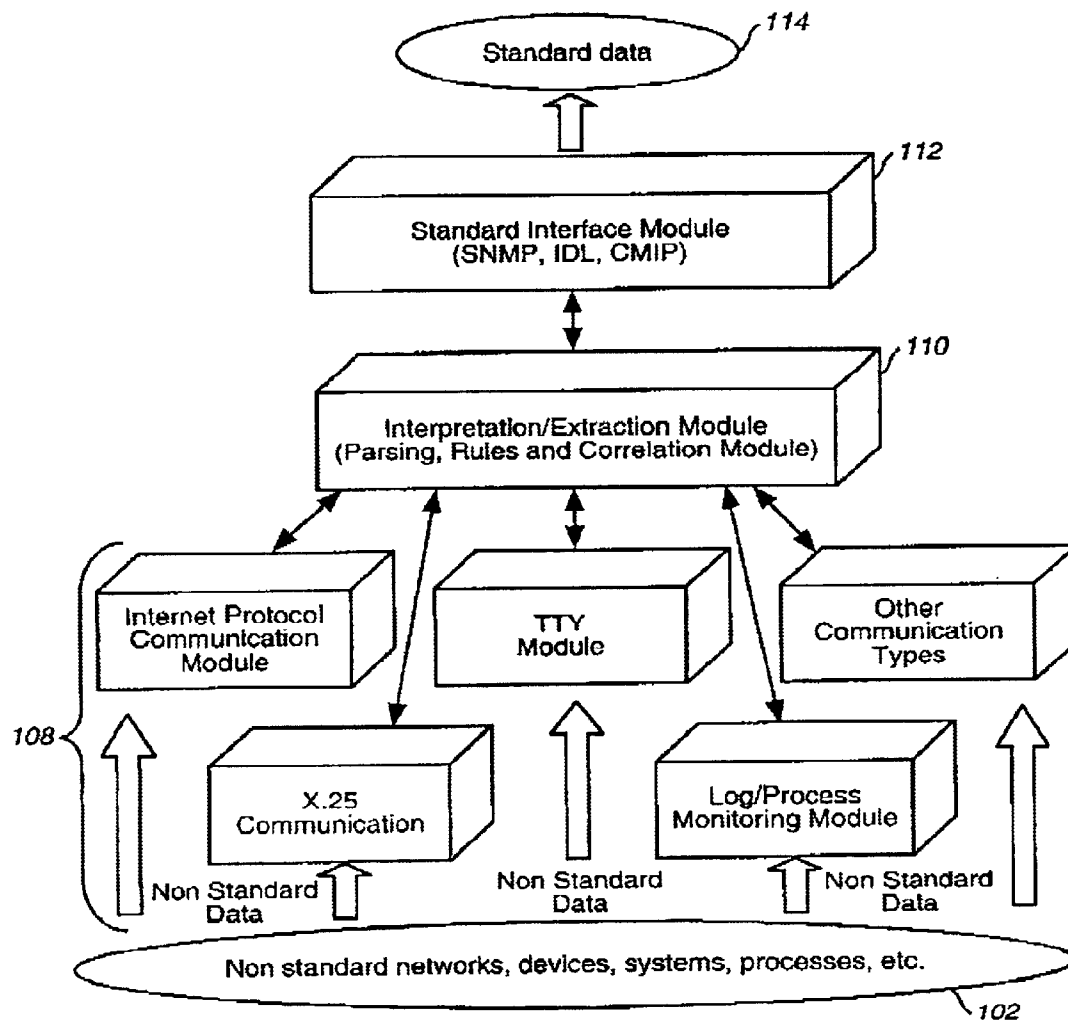 114
Standard data
112
Standard Interface Module
(SNMP, IDL, CMIP)
110
Interpretation/Extraction Module
(Parsing, Rules and Correlation Module)
Internet Protocol
Communication
Module
TTY
Module
Other
Communication
Types
108
X.25
Communication
Log/Process
Monitoring Module
Non Standard
Data
Non Standard
Data
Non Standard
Data
Non standard networks, devices, systems, processes, etc.
102